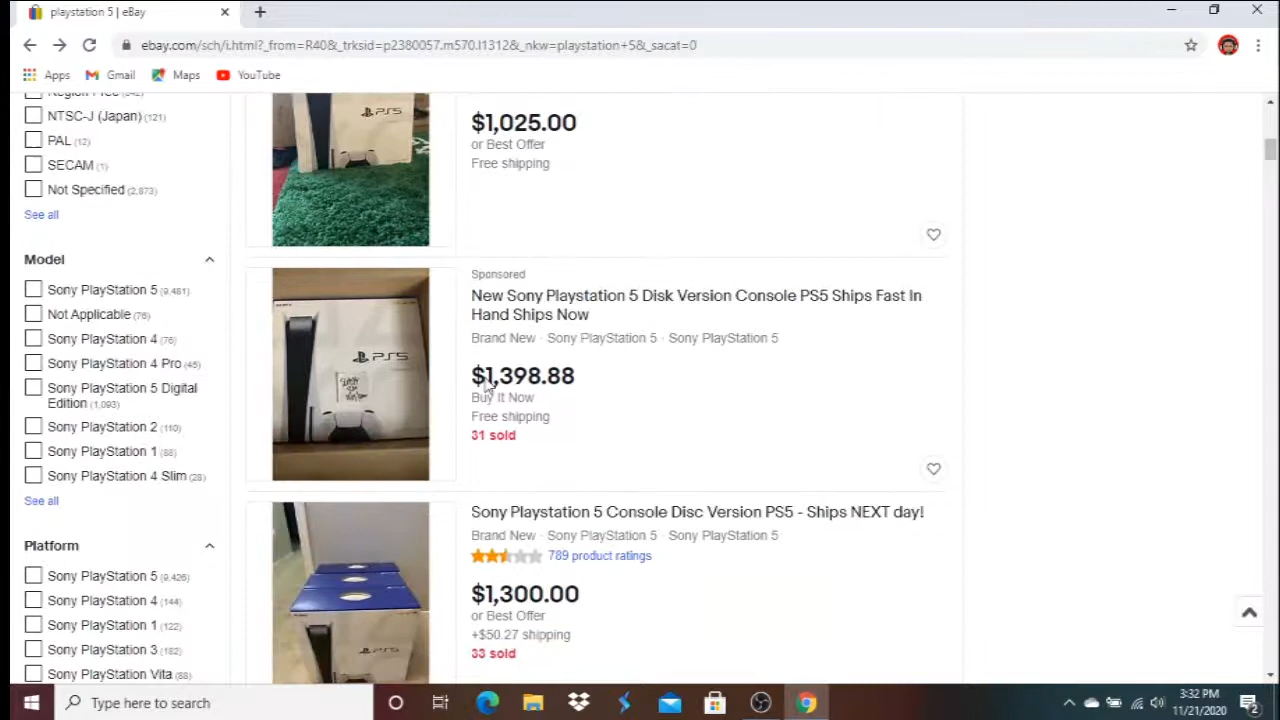 playstation 5 | eBay
ebay.com/sch/i.html?_from=R40&_trksid=p2380057.m570.l1312&_nkw=playstation+5&_sacat=0
Apps Gmail Maps YouTube
Region Free (342)
NTSC-J (Japan) (121)
PAL (12)
SECAM (1)
Not Specified (2,873)
See all
Model
Sony PlayStation 5 (9,481)
Not Applicable (76)
Sony PlayStation 4 (76)
Sony PlayStation 4 Pro (45)
Sony PlayStation 5 Digital
Edition (1,093)
Sony PlayStation 2 (110)
Sony PlayStation 1 (88)
Sony PlayStation 4 Slim (28)
See all
Platform
Sony PlayStation 5 (9,426)
Sony PlayStation 4 (144)
Sony PlayStation 1 (122)
Sony PlayStation 3 (182)
Sony PlayStation Vita (88)
PS5
$1,025.00
or Best Offer
Free shipping
PS5
Sponsored
New Sony Playstation 5 Disk Version Console PS5 Ships Fast In
Hand Ships Now
Brand New · Sony PlayStation 5 · Sony PlayStation 5
$1,398.88
Buy It Now
Free shipping
31 sold
PS5
Sony Playstation 5 Console Disc Version PS5 - Ships NEXT day!
Brand New · Sony PlayStation 5 · Sony PlayStation 5
789 product ratings
$1,300.00
or Best Offer
+$50.27 shipping
33 sold
Type here to search
3:32 PM
11/21/2020
2